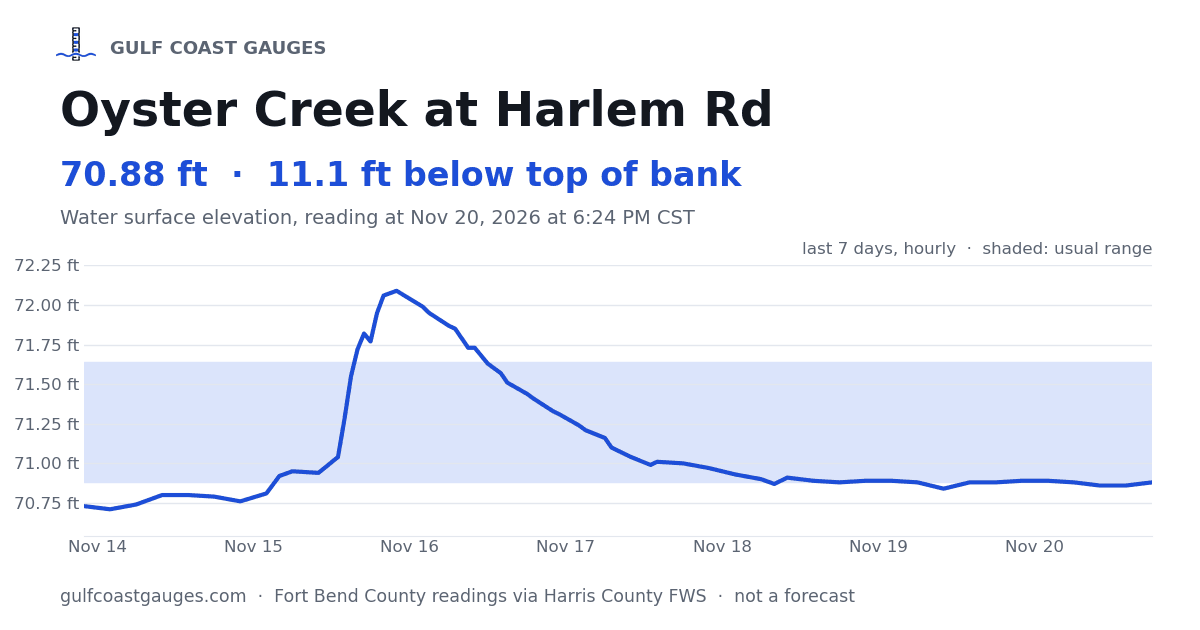 GULF COAST GAUGES
Oyster Creek at Harlem Rd
70.88 ft · 11.1 ft below top of bank
Water surface elevation, reading at Nov 20, 2026 at 6:24 PM CST
last 7 days, hourly · shaded: usual range
72.25 ft
72.00 ft
71.75 ft
71.50 ft
71.25 ft
71.00 ft
70.75 ft
Nov 14 Nov 15 Nov 16 Nov 17 Nov 18 Nov 19 Nov 20
gulfcoastgauges.com · Fort Bend County readings via Harris County FWS · not a forecast